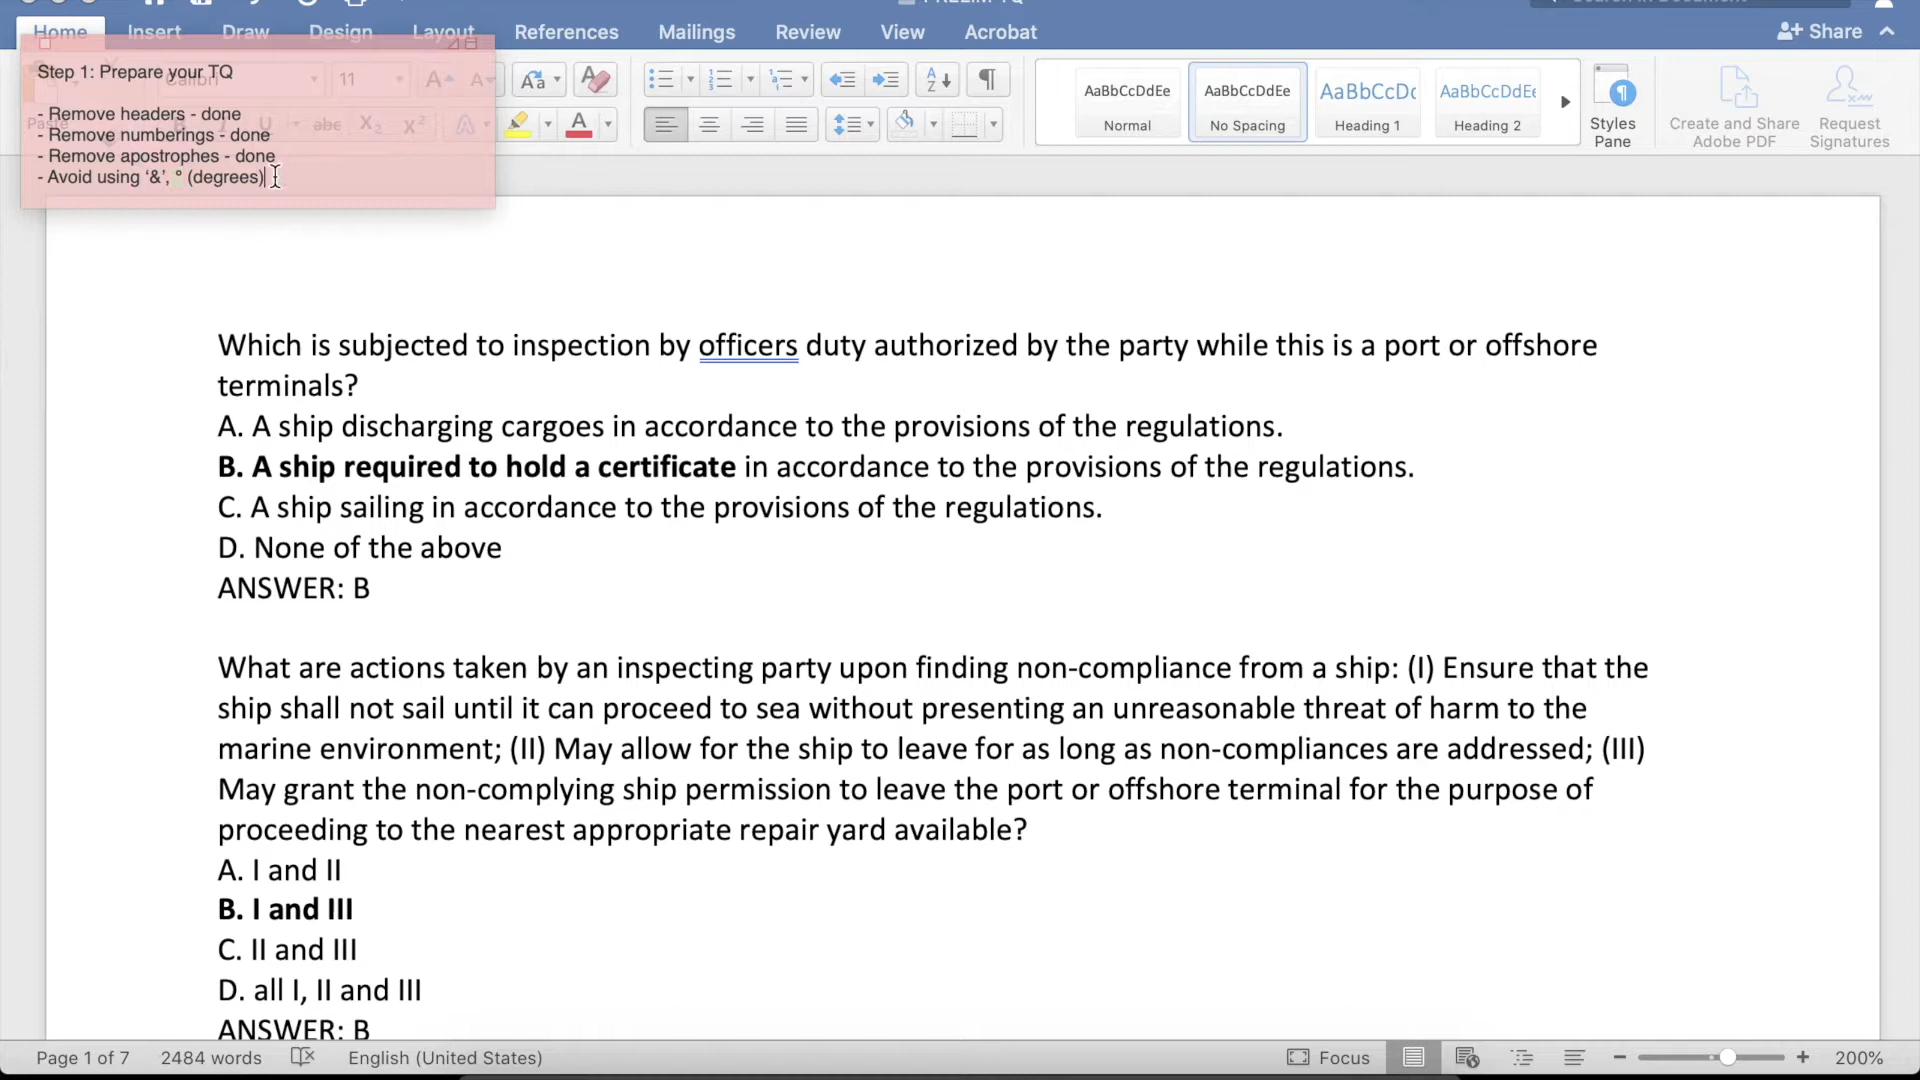 Home Insert Draw Design Layout References Mailings Review View Acrobat Share
Step 1: Prepare your TQ
- Remove headers - done
- Remove numberings - done
- Remove apostrophes - done
- Avoid using ‘&’, ° (degrees)
Calibri 11
AaBbCcDdEe AaBbCcDdEe AaBbCcDc AaBbCcDdEe
Normal No Spacing Heading 1 Heading 2
Styles Pane
Create and Share Adobe PDF
Request Signatures
Which is subjected to inspection by officers duty authorized by the party while this is a port or offshore
terminals?
A. A ship discharging cargoes in accordance to the provisions of the regulations.
B. A ship required to hold a certificate in accordance to the provisions of the regulations.
C. A ship sailing in accordance to the provisions of the regulations.
D. None of the above
ANSWER: B
What are actions taken by an inspecting party upon finding non-compliance from a ship: (I) Ensure that the
ship shall not sail until it can proceed to sea without presenting an unreasonable threat of harm to the
marine environment; (II) May allow for the ship to leave for as long as non-compliances are addressed; (III)
May grant the non-complying ship permission to leave the port or offshore terminal for the purpose of
proceeding to the nearest appropriate repair yard available?
A. I and II
B. I and III
C. II and III
D. all I, II and III
ANSWER: B
Page 1 of 7 2484 words English (United States) Focus 200%